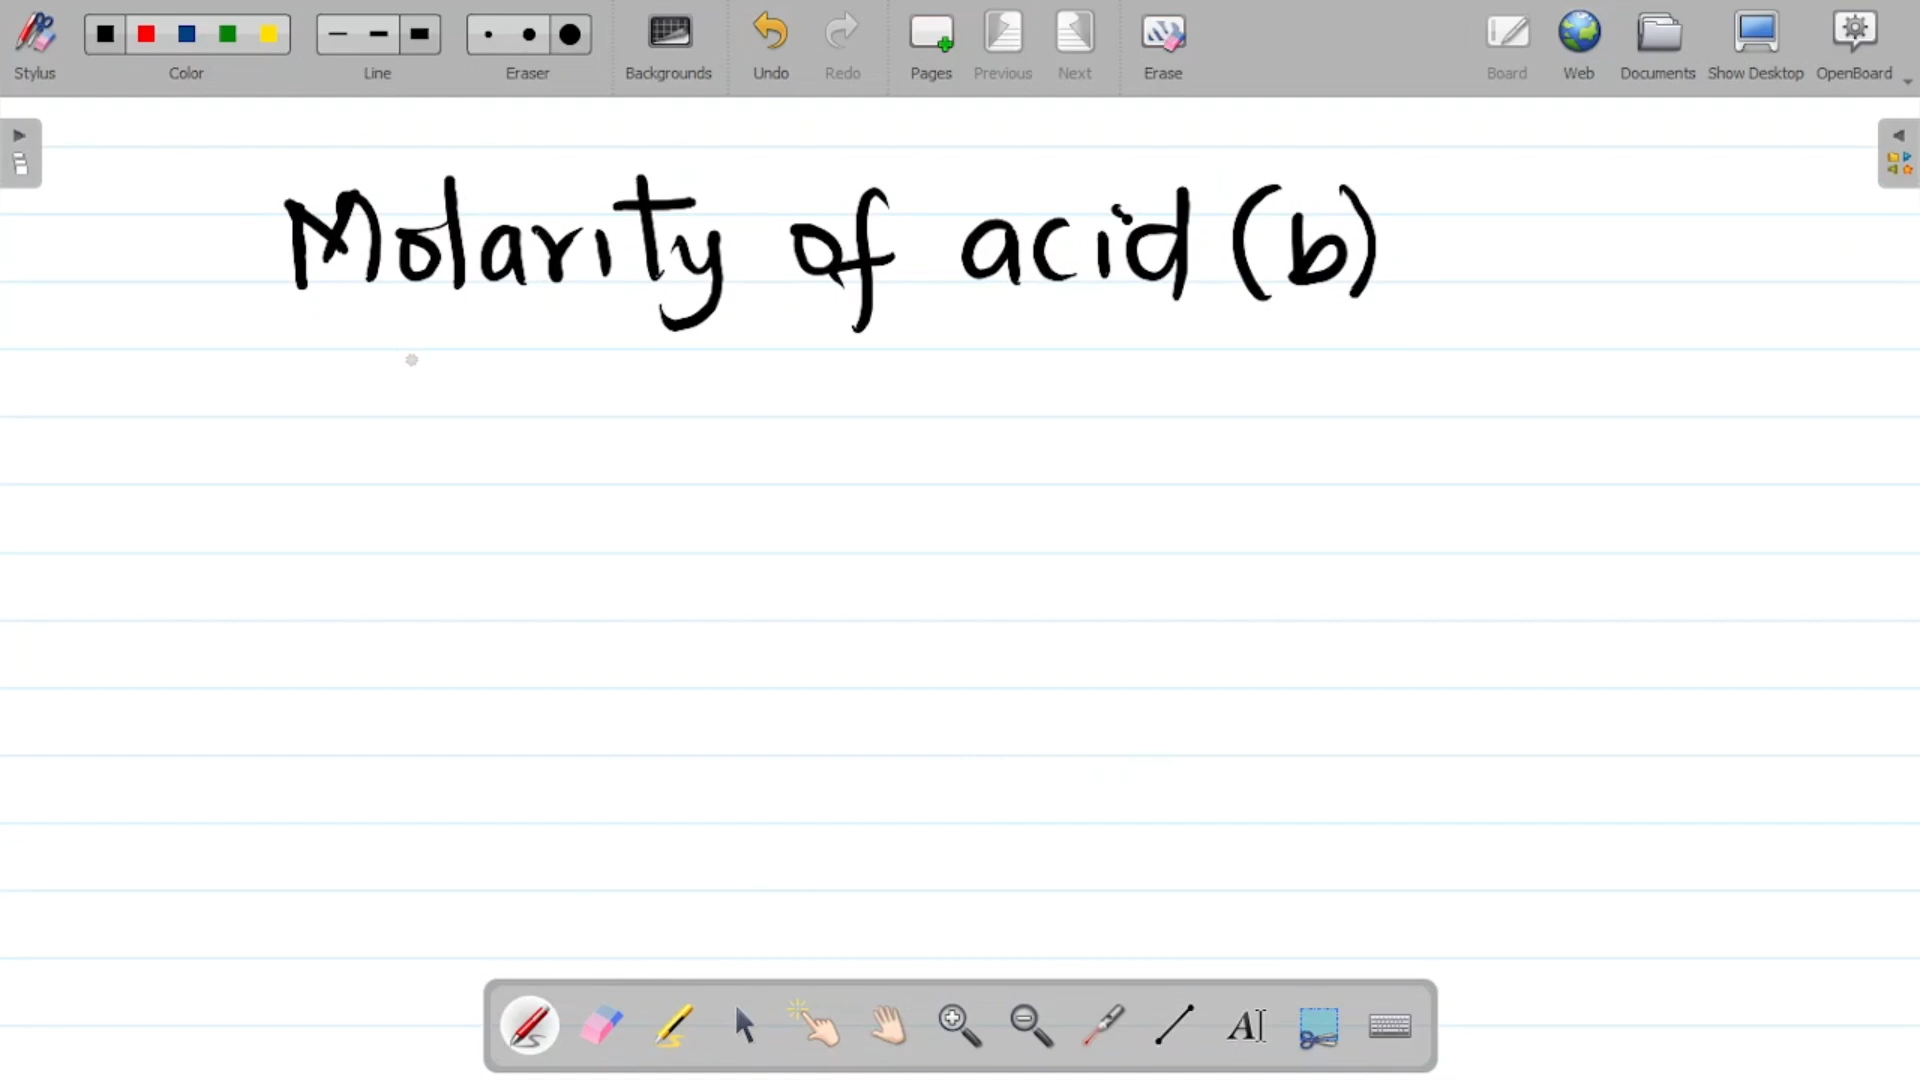 Stylus Color Line Eraser Backgrounds Undo Redo Pages Previous Next Erase Board Web Documents Show Desktop OpenBoard
Molarity of acid (b)